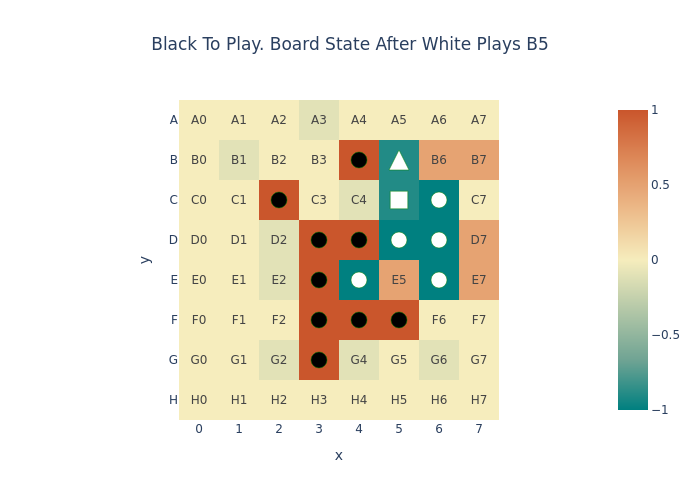 Black To Play. Board State After White Plays B5
A A0 A1 A2 A3 A4 A5 A6 A7
B B0 B1 B2 B3 B6 B7
C C0 C1 C3 C4 C7
D D0 D1 D2 D7
E E0 E1 E2 E5 E7
F F0 F1 F2 F6 F7
G G0 G1 G2 G4 G5 G6 G7
H H0 H1 H2 H3 H4 H5 H6 H7
0 1 2 3 4 5 6 7
x
y
1
0.5
0
−0.5
−1